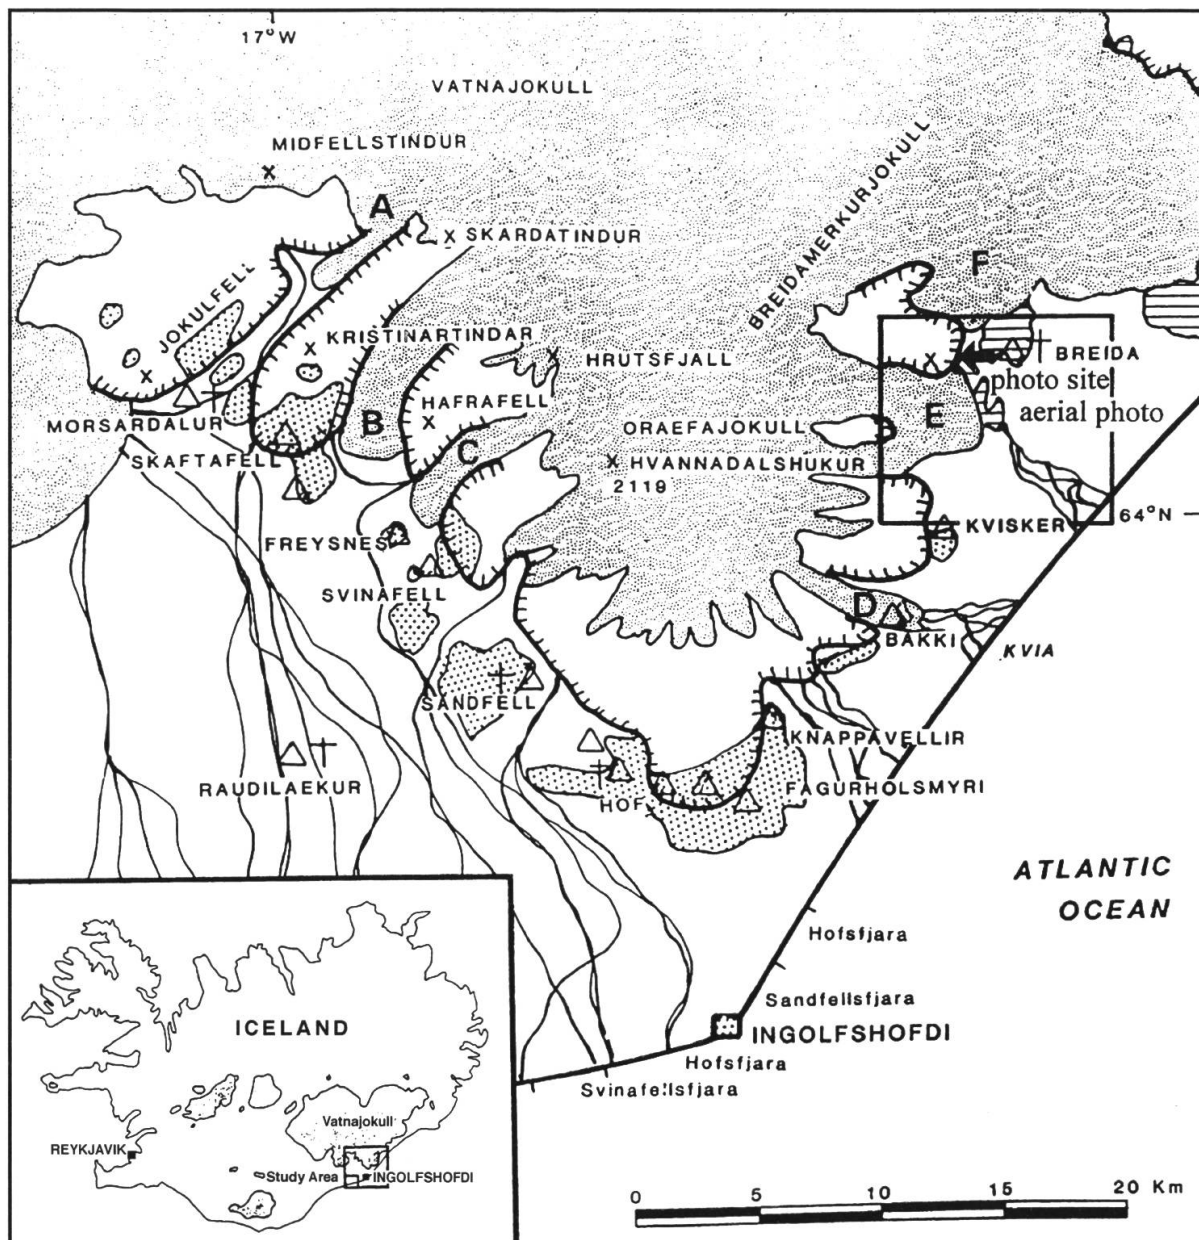 17°W
VATNAJOKULL
MIDFELLSTINDUR
BREIDAMERKURJOKULL
A
SKARDATINDUR
F
JOKULFELL
KRISTINARTINDAR
HRUTSFJALL
BREIDA
photo site
HAFRAFELL
aerial photo
MORSARDALUR
B
ORAEFAJOKULL
E
SKAFTAFELL
C
HVANNADALSHUKUR
2119
64°N
FREYSNES
KVISKER
SVINAFELL
D
BAKKI
KVIA
SANDFELL
KNAPPAVELLIR
RAUDILAEKUR
HOF
FAGURHOLSMYRI
ATLANTIC
OCEAN
Hofsfjara
Sandfellsfjara
INGOLFSHOFDI
Hofsfjara
Svinafellsfjara
ICELAND
Vatnajokull
REYKJAVIK
Study Area
INGOLFSHOFDI
0 5 10 15 20 Km